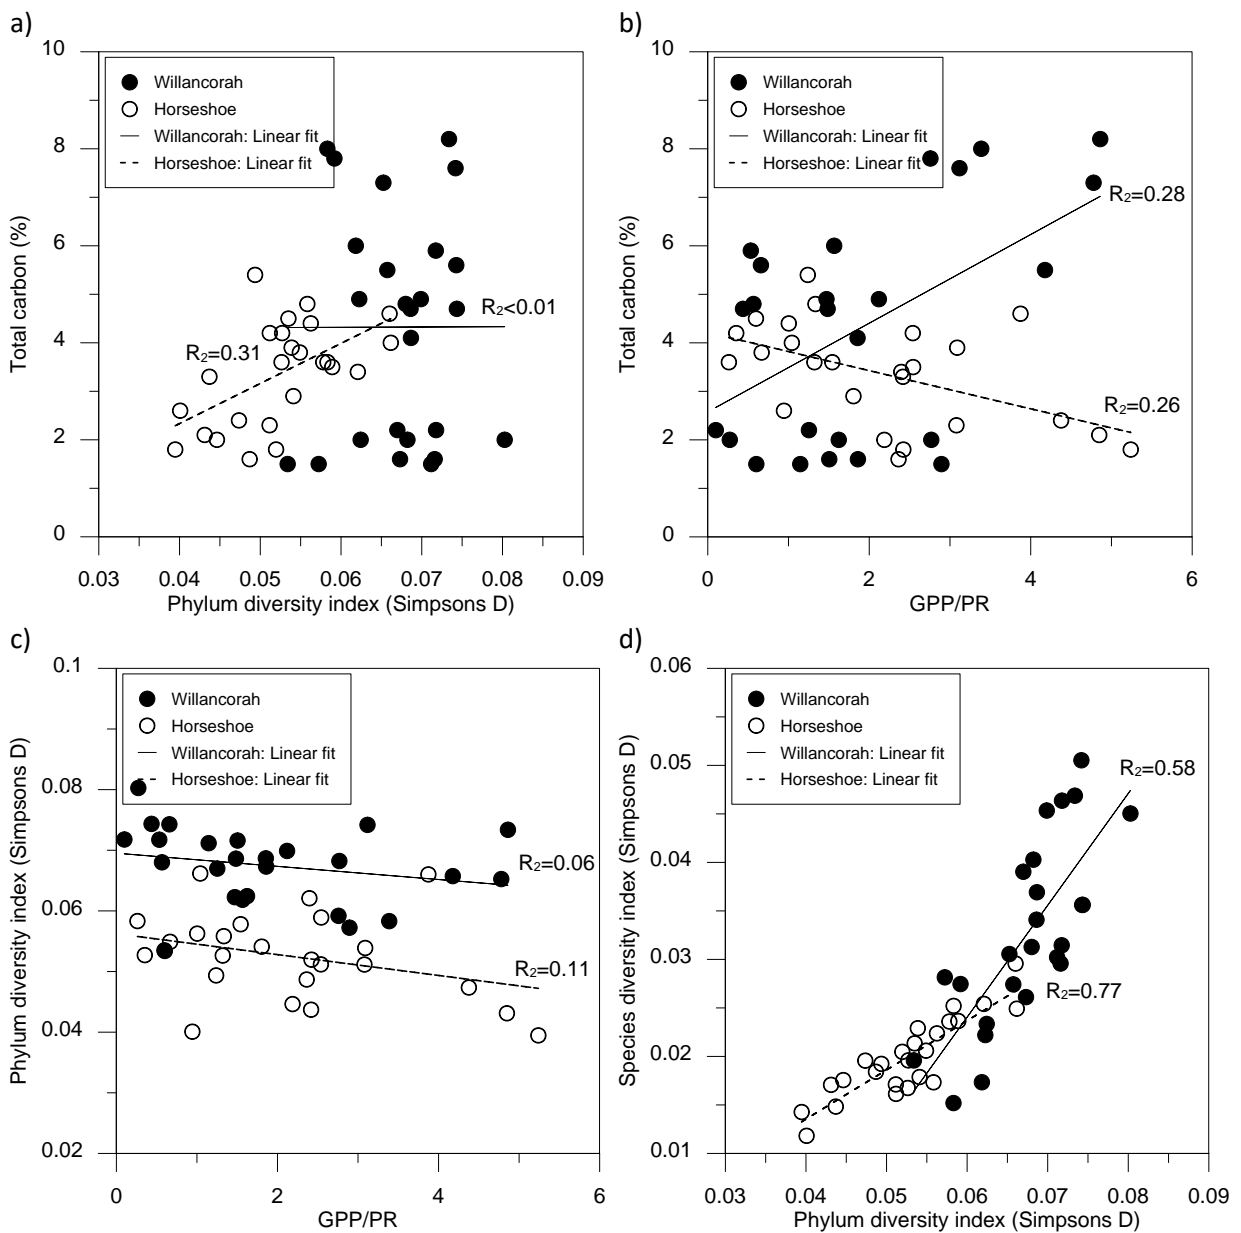 a)
10
8
6
4
2
0
Total carbon (%)
Willancorah
Horseshoe
Willancorah: Linear fit
Horseshoe: Linear fit
R2<0.01
R2=0.31
0.03 0.04 0.05 0.06 0.07 0.08 0.09
Phylum diversity index (Simpsons D)
b)
10
8
6
4
2
0
Total carbon (%)
Willancorah
Horseshoe
Willancorah: Linear fit
Horseshoe: Linear fit
R2=0.28
R2=0.26
0 2 4 6
GPP/PR
c)
0.1
0.08
0.06
0.04
0.02
Phylum diversity index (Simpsons D)
Willancorah
Horseshoe
Willancorah: Linear fit
Horseshoe: Linear fit
R2=0.06
R2=0.11
0 2 4 6
GPP/PR
d)
0.06
0.05
0.04
0.03
0.02
0.01
Species diversity index (Simpsons D)
Willancorah
Horseshoe
Willancorah: Linear fit
Horseshoe: Linear fit
R2=0.58
R2=0.77
0.03 0.04 0.05 0.06 0.07 0.08 0.09
Phylum diversity index (Simpsons D)